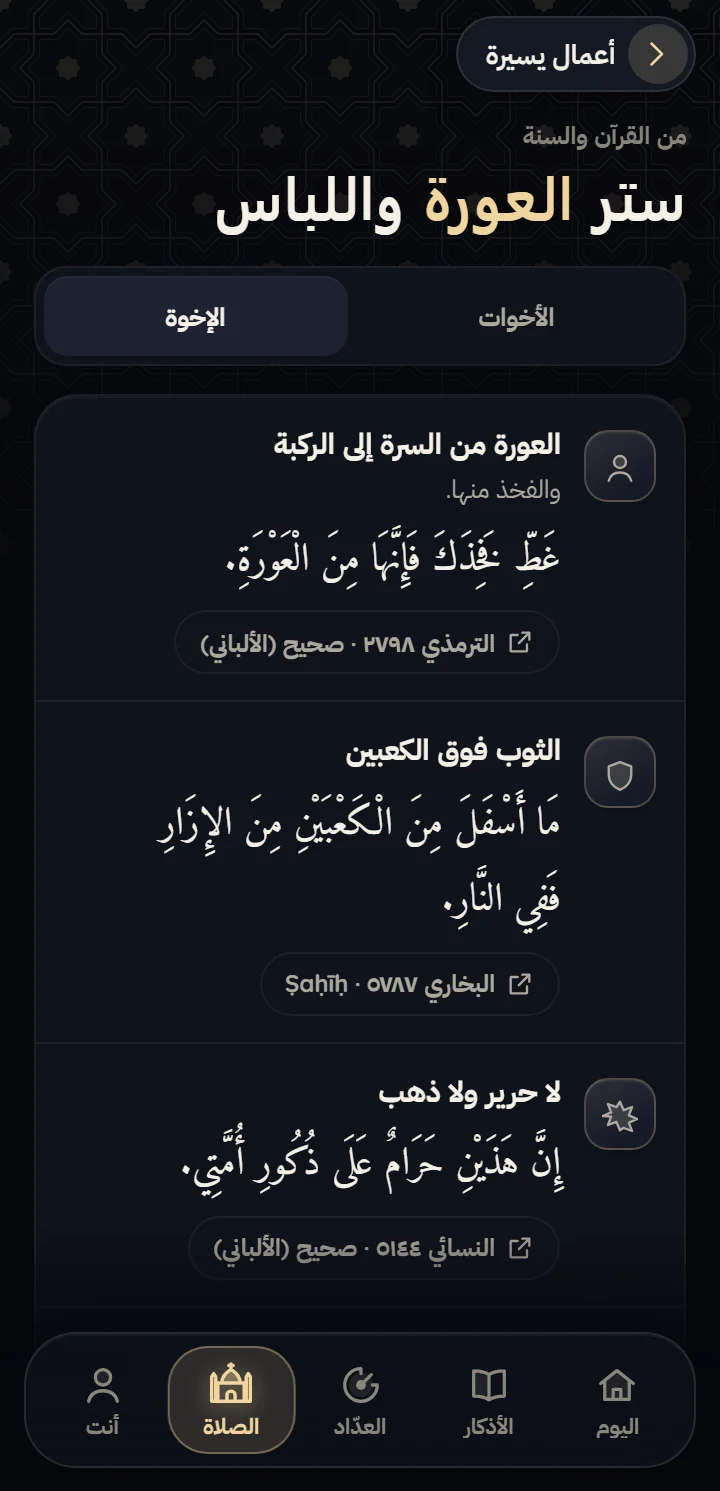 أعمال يسيرة
من القرآن والسنة
ستر العورة واللباس
الأخوات
الإخوة
العورة من السرة إلى الركبة
والفخذ منها.
غَطِّ فَخِذَكَ فَإِنَّهَا مِنَ الْعَوْرَةِ.
الترمذي ٢٧٩٨ · صحيح (الألباني)
الثوب فوق الكعبين
مَا أَسْفَلَ مِنَ الْكَعْبَيْنِ مِنَ الإِزَارِ
فَفِي النَّارِ.
البخاري ٥٧٨٧ · Ṣaḥīḥ
لا حرير ولا ذهب
إِنَّ هَذَيْنِ حَرَامٌ عَلَى ذُكُورِ أُمَّتِي.
النسائي ٥١٤٤ · صحيح (الألباني)
اليوم
الأذكار
العدّاد
الصلاة
أنت